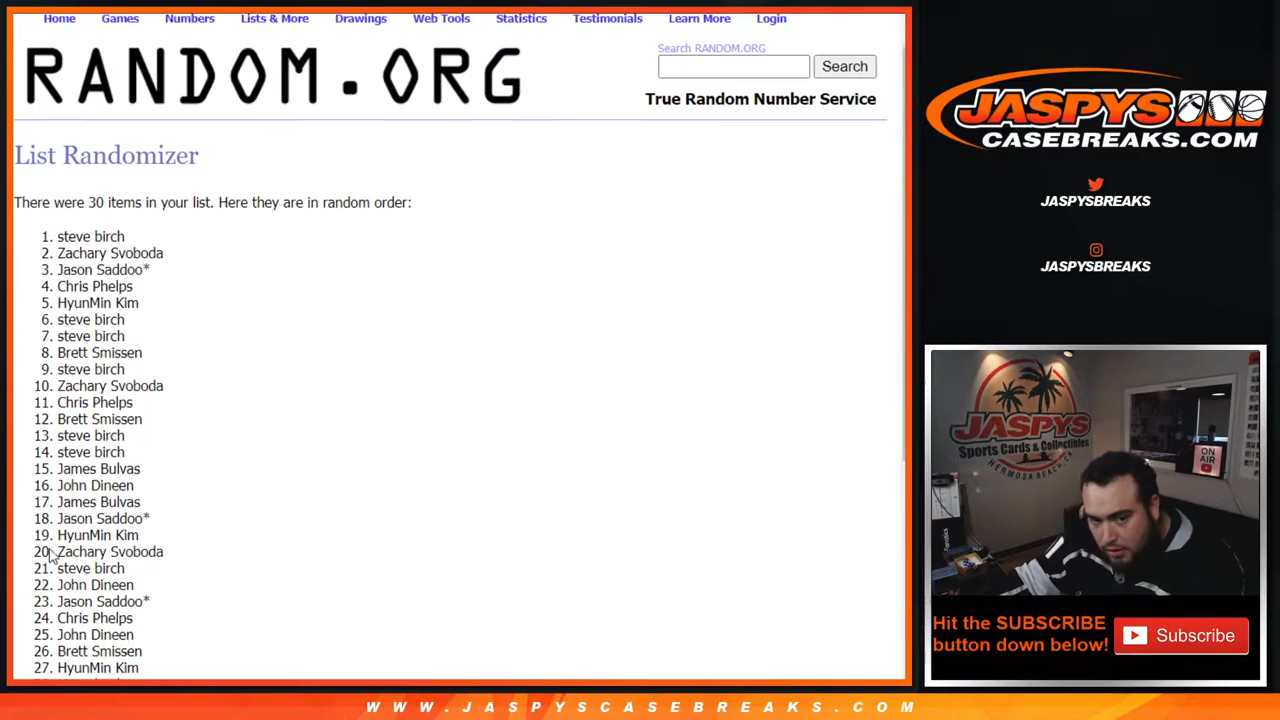 Home Games Numbers Lists & More Drawings Web Tools Statistics Testimonials Learn More Login
RANDOM.ORG
Search RANDOM.ORG
Search
True Random Number Service
List Randomizer
There were 30 items in your list. Here they are in random order:
1. steve birch
2. Zachary Svoboda
3. Jason Saddoo*
4. Chris Phelps
5. HyunMin Kim
6. steve birch
7. steve birch
8. Brett Smissen
9. steve birch
10. Zachary Svoboda
11. Chris Phelps
12. Brett Smissen
13. steve birch
14. steve birch
15. James Bulvas
16. John Dineen
17. James Bulvas
18. Jason Saddoo*
19. HyunMin Kim
20. Zachary Svoboda
21. steve birch
22. John Dineen
23. Jason Saddoo*
24. Chris Phelps
25. John Dineen
26. Brett Smissen
27. HyunMin Kim
JASPYS
CASEBREAKS.COM
JASPYSBREAKS
JASPYSBREAKS
JASPYS
Sports Cards & Collectibles
HERMOSA BEACH, CA
ON
AIR
Fanatics
Hit the SUBSCRIBE
button down below!
Subscribe
WWW.JASPYSCASEBREAKS.COM